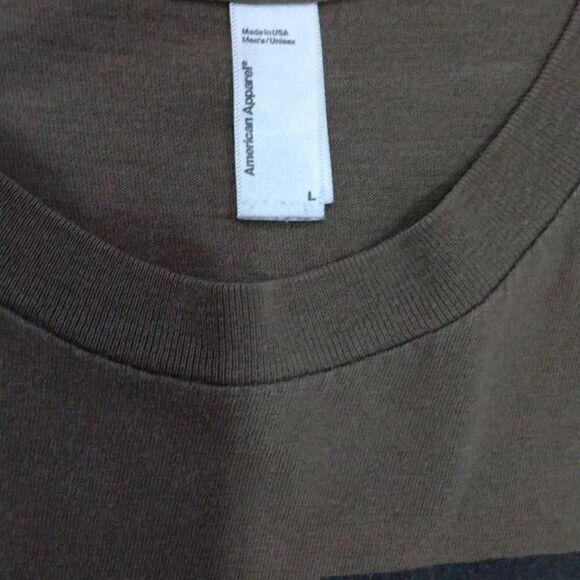 Made in USA
Men's / Unisex
American Apparel®
L